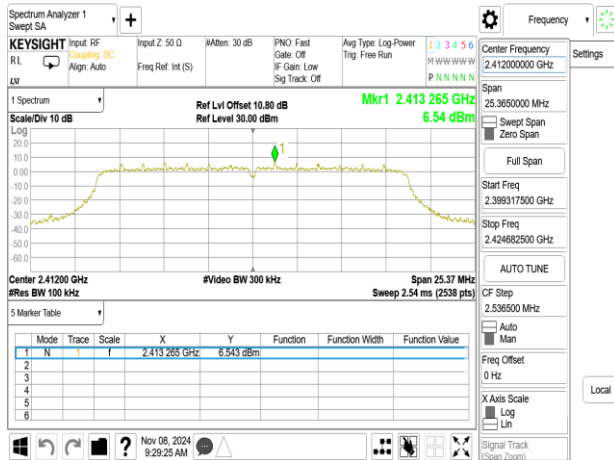 Spectrum Analyzer 1
Swept SA
Frequency
KEYSIGHT
RL
LXI
Input: RF
Coupling: DC
Align: Auto
Input Z: 50 Ω
Freq Ref: Int (S)
#Atten: 30 dB
PNO: Fast
Gate: Off
IF Gain: Low
Sig Track: Off
Avg Type: Log-Power
Trig: Free Run
1 2 3 4 5 6
M W W W W W
P N N N N N
1 Spectrum
Scale/Div 10 dB
Ref Lvl Offset 10.80 dB
Ref Level 30.00 dBm
Mkr1 2.413 265 GHz
6.54 dBm
Log
20.0
10.0
0.00
-10.0
-20.0
-30.0
-40.0
-50.0
-60.0
1
Center 2.41200 GHz
#Res BW 100 kHz
#Video BW 300 kHz
Span 25.37 MHz
Sweep 2.54 ms (2538 pts)
5 Marker Table
Mode Trace Scale X Y Function Function Width Function Value
1 N 1 f 2.413 265 GHz 6.543 dBm
2
3
4
5
6
Nov 08, 2024
9:29:25 AM
Center Frequency
2.412000000 GHz
Settings
Span
25.3650000 MHz
Swept Span
Zero Span
Full Span
Start Freq
2.399317500 GHz
Stop Freq
2.424682500 GHz
AUTO TUNE
CF Step
2.536500 MHz
Auto
Man
Freq Offset
0 Hz
X Axis Scale
Log
Lin
Local
Signal Track
(Span Zoom)